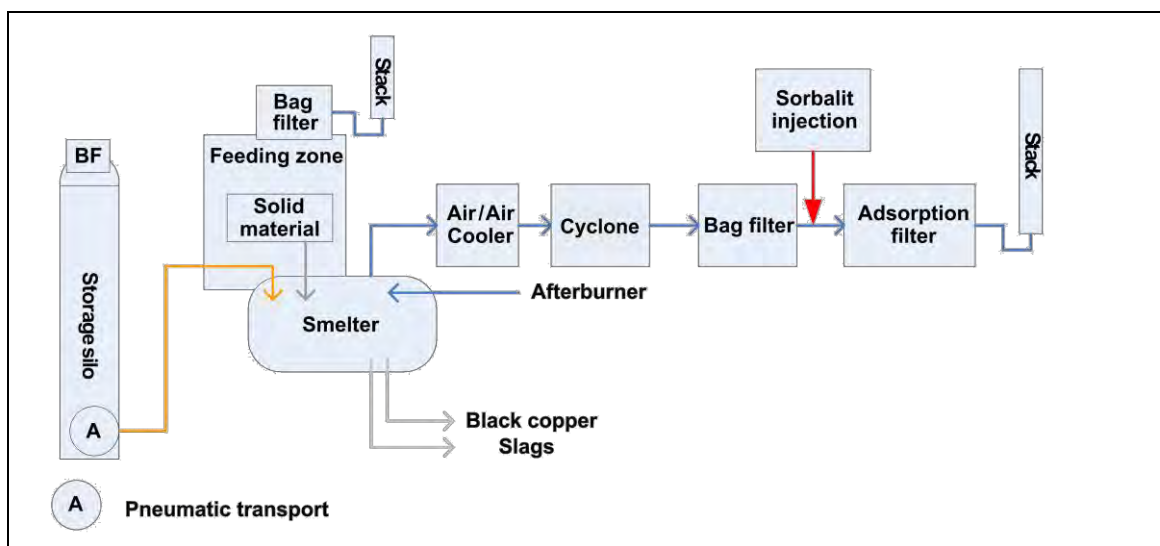 Stack
Bag
filter
Sorbalit
injection
Stack
BF
Feeding zone
Solid
material
Air/Air
Cooler
Cyclone
Bag filter
Adsorption
filter
Storage silo
Afterburner
Smelter
A
Black copper
Slags
A
Pneumatic transport